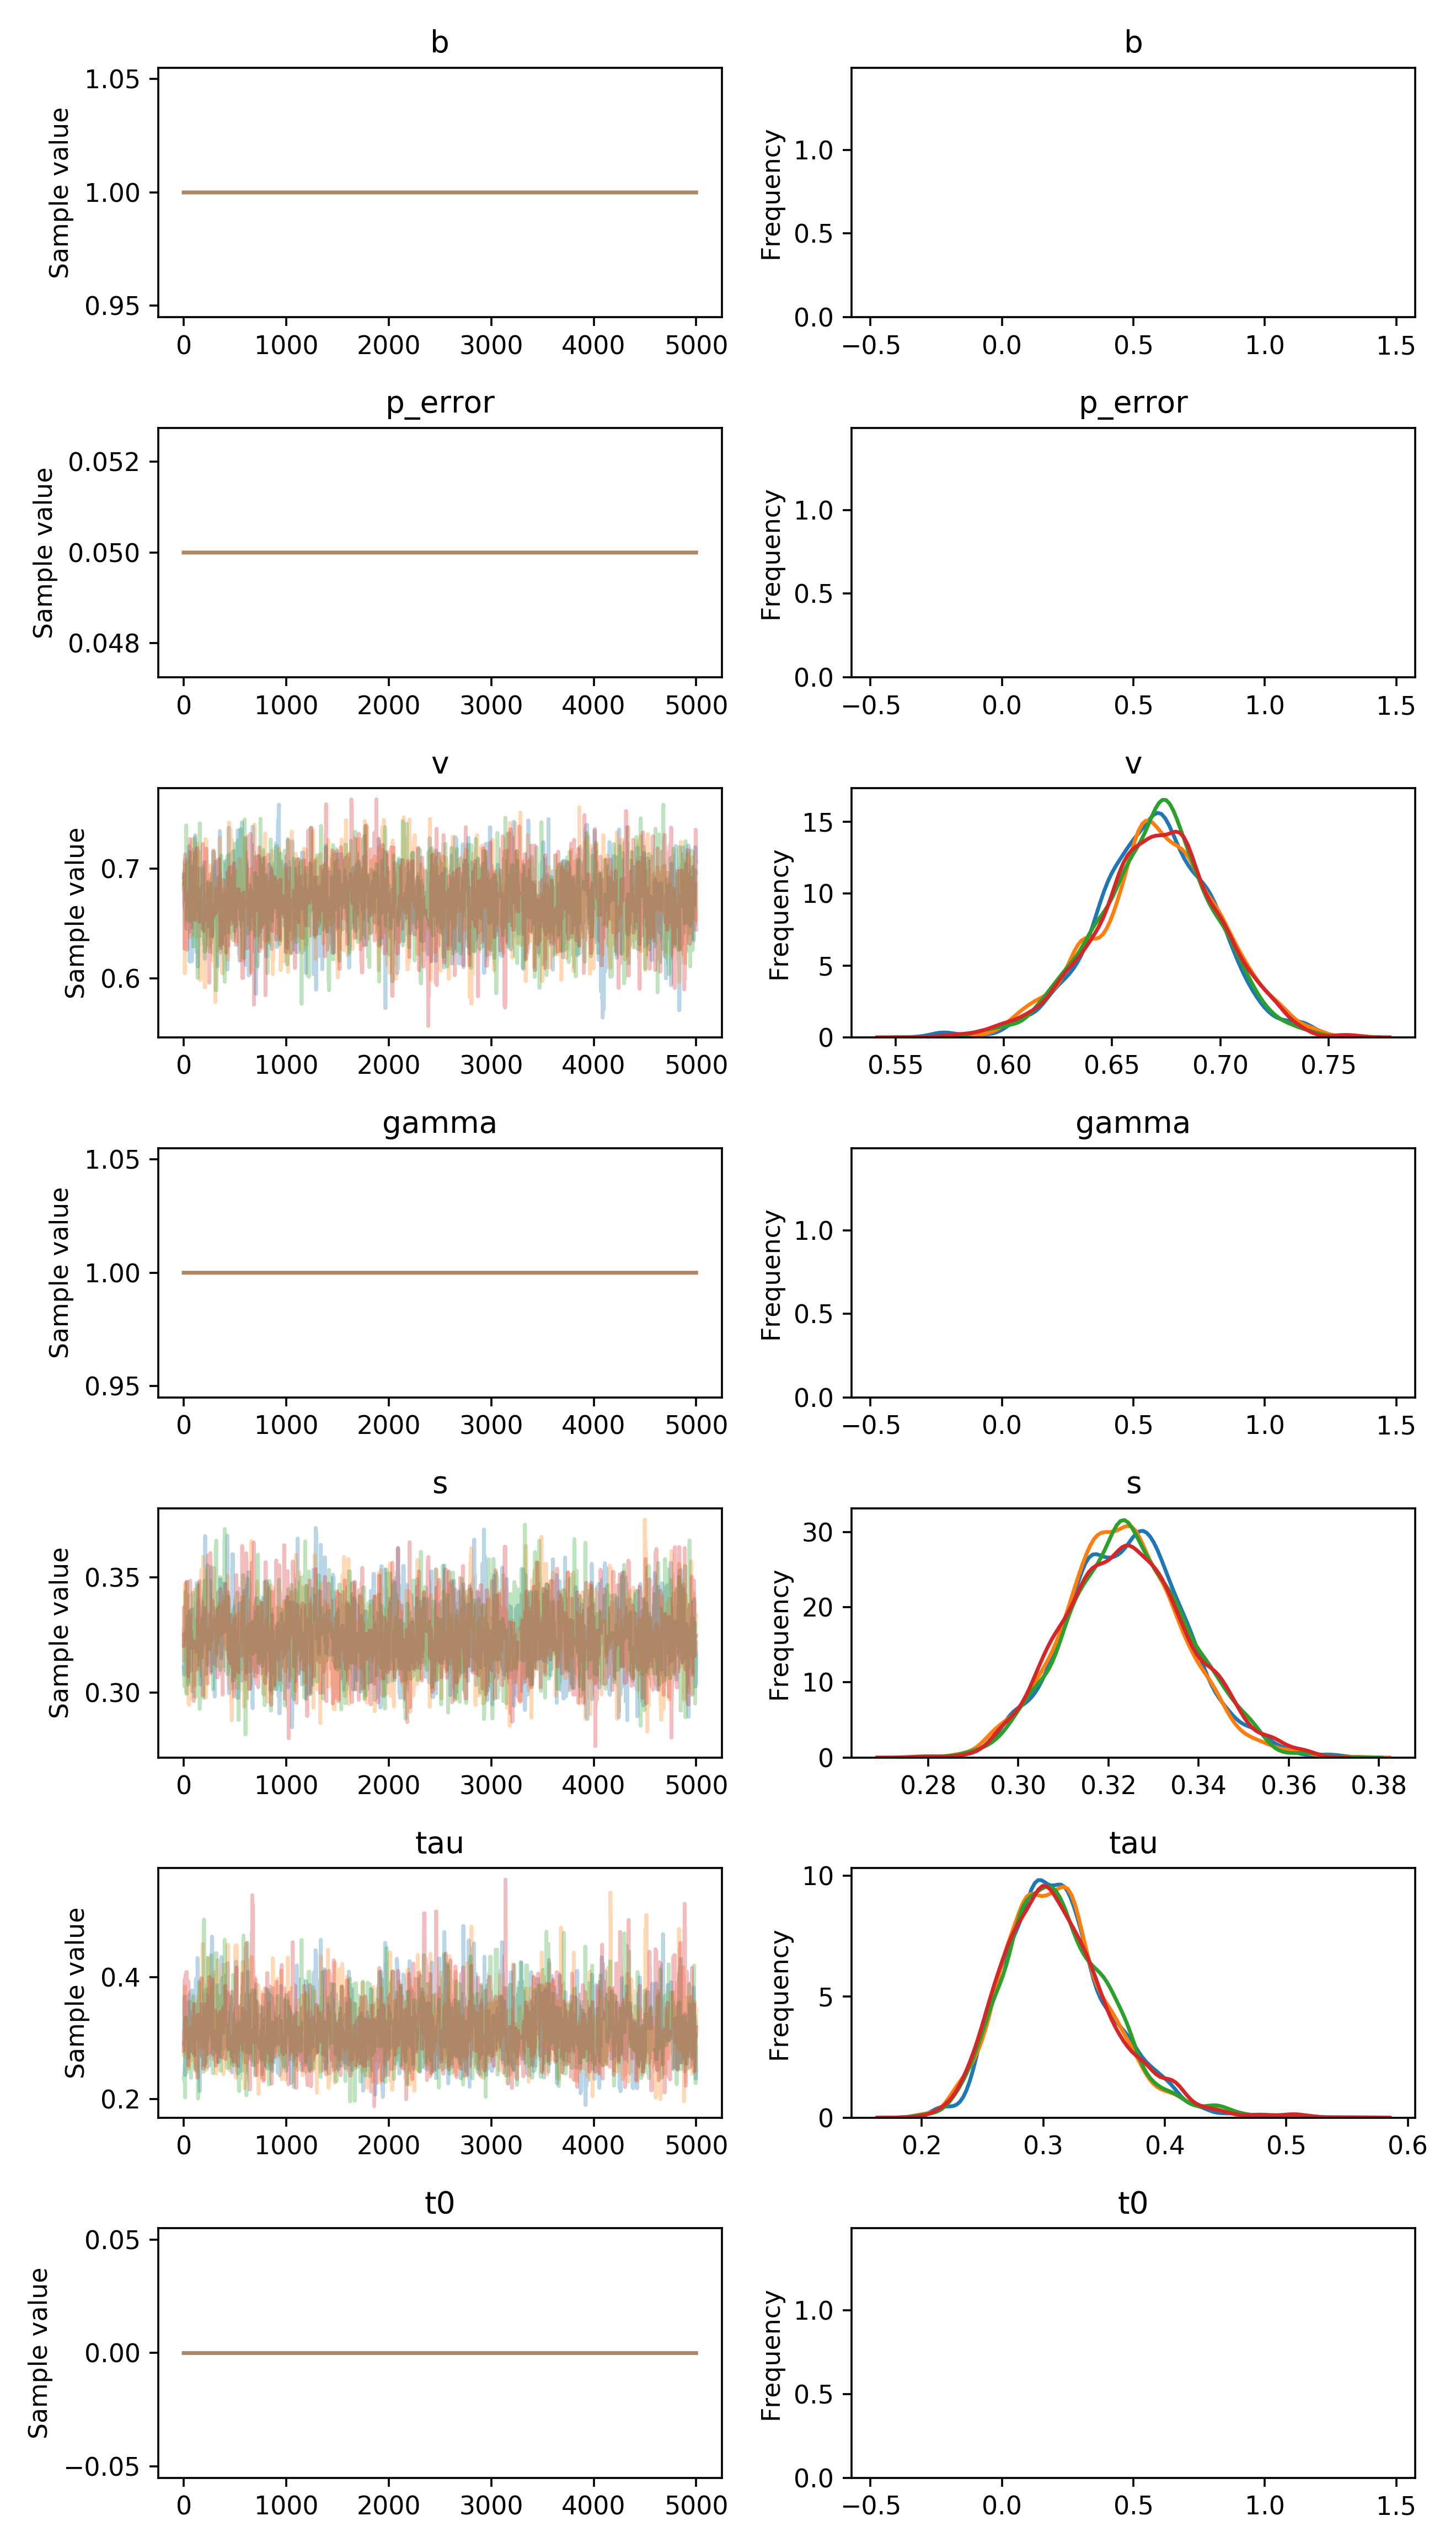 b
b
Sample value
1.05
1.00
0.95
0 1000 2000 3000 4000 5000
Frequency
1.0
0.5
0.0
−0.5 0.0 0.5 1.0 1.5
p_error
p_error
Sample value
0.052
0.050
0.048
0 1000 2000 3000 4000 5000
Frequency
1.0
0.5
0.0
−0.5 0.0 0.5 1.0 1.5
v
v
Sample value
0.7
0.6
0 1000 2000 3000 4000 5000
Frequency
15
10
5
0
0.55 0.60 0.65 0.70 0.75
gamma
gamma
Sample value
1.05
1.00
0.95
0 1000 2000 3000 4000 5000
Frequency
1.0
0.5
0.0
−0.5 0.0 0.5 1.0 1.5
s
s
Sample value
0.35
0.30
0 1000 2000 3000 4000 5000
Frequency
30
20
10
0
0.28 0.30 0.32 0.34 0.36 0.38
tau
tau
Sample value
0.4
0.2
0 1000 2000 3000 4000 5000
Frequency
10
5
0
0.2 0.3 0.4 0.5 0.6
t0
t0
Sample value
0.05
0.00
−0.05
0 1000 2000 3000 4000 5000
Frequency
1.0
0.5
0.0
−0.5 0.0 0.5 1.0 1.5